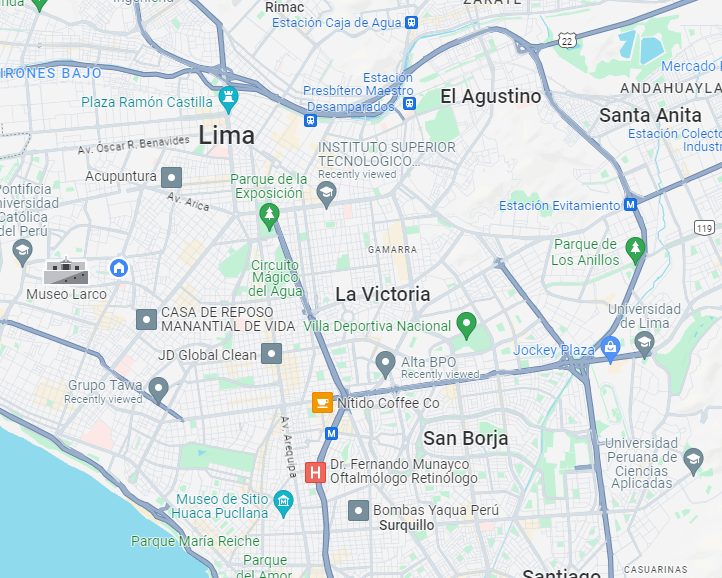 Rimac
ZARATE
Estación Caja de Agua
22
IRONES BAJO
Mercado P
Estación
Presbítero Maestro
Desamparados
Plaza Ramón Castilla
El Agustino
ANDAHUAYLA
Santa Anita
Lima
Estación Colecto
Industri
Av. Óscar R. Benavides
INSTITUTO SUPERIOR
TECNOLOGICO...
Recently viewed
Acupuntura
Parque de la
Exposición
Pontificia
Universidad
Católica
del Perú
Av. Arica
Estación Evitamiento
119
GAMARRA
Parque de
Los Anillos
Circuito
Mágico
del Agua
Museo Larco
La Victoria
CASA DE REPOSO
MANANTIAL DE VIDA
Villa Deportiva Nacional
Universidad
de Lima
JD Global Clean
Jockey Plaza
Alta BPO
Recently viewed
Grupo Tawa
Recently viewed
Nítido Coffee Co
Av. Arequipa
San Borja
Dr. Fernando Munayco
Oftalmólogo Retinólogo
Universidad
Peruana de
Ciencias
Aplicadas
Museo de Sitio
Huaca Pucllana
Bombas Yaqua Perú
Surquillo
Parque María Reiche
Parque
del Amor
CASUARINAS
Santiago